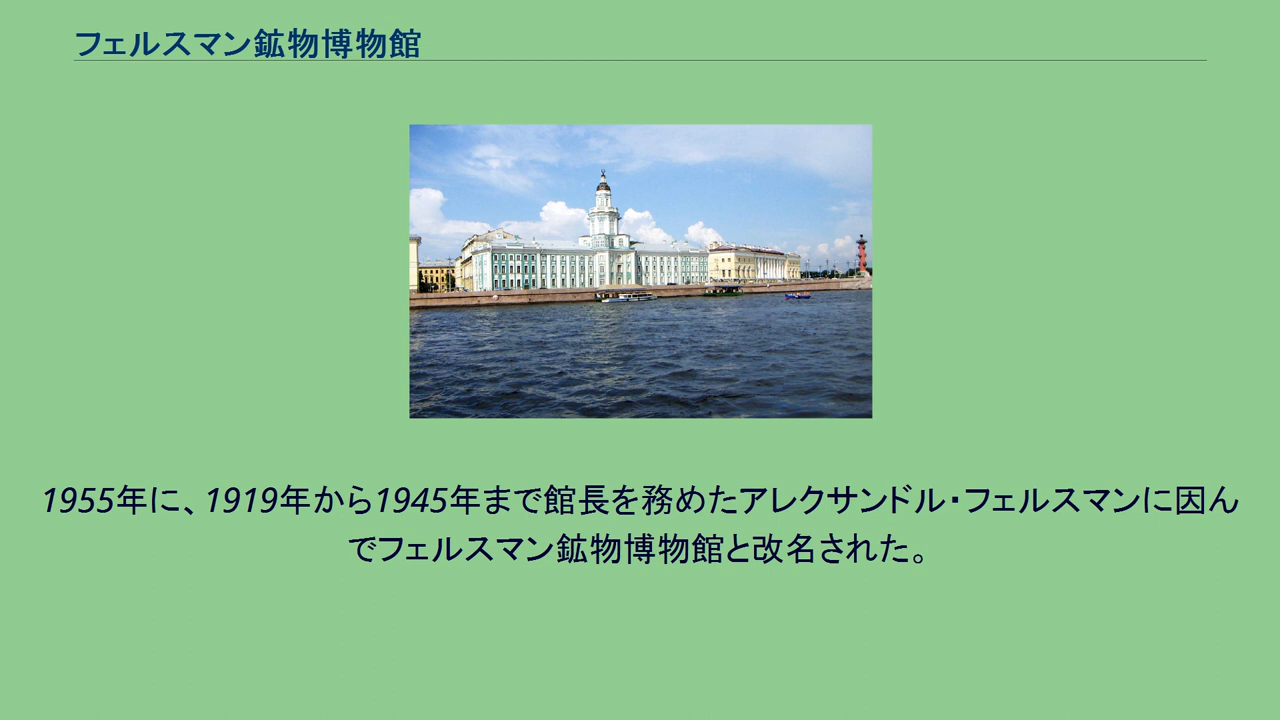 フェルスマン鉱物博物館
1955年に、1919年から1945年まで館長を務めたアレクサンドル・フェルスマンに因ん
でフェルスマン鉱物博物館と改名された。